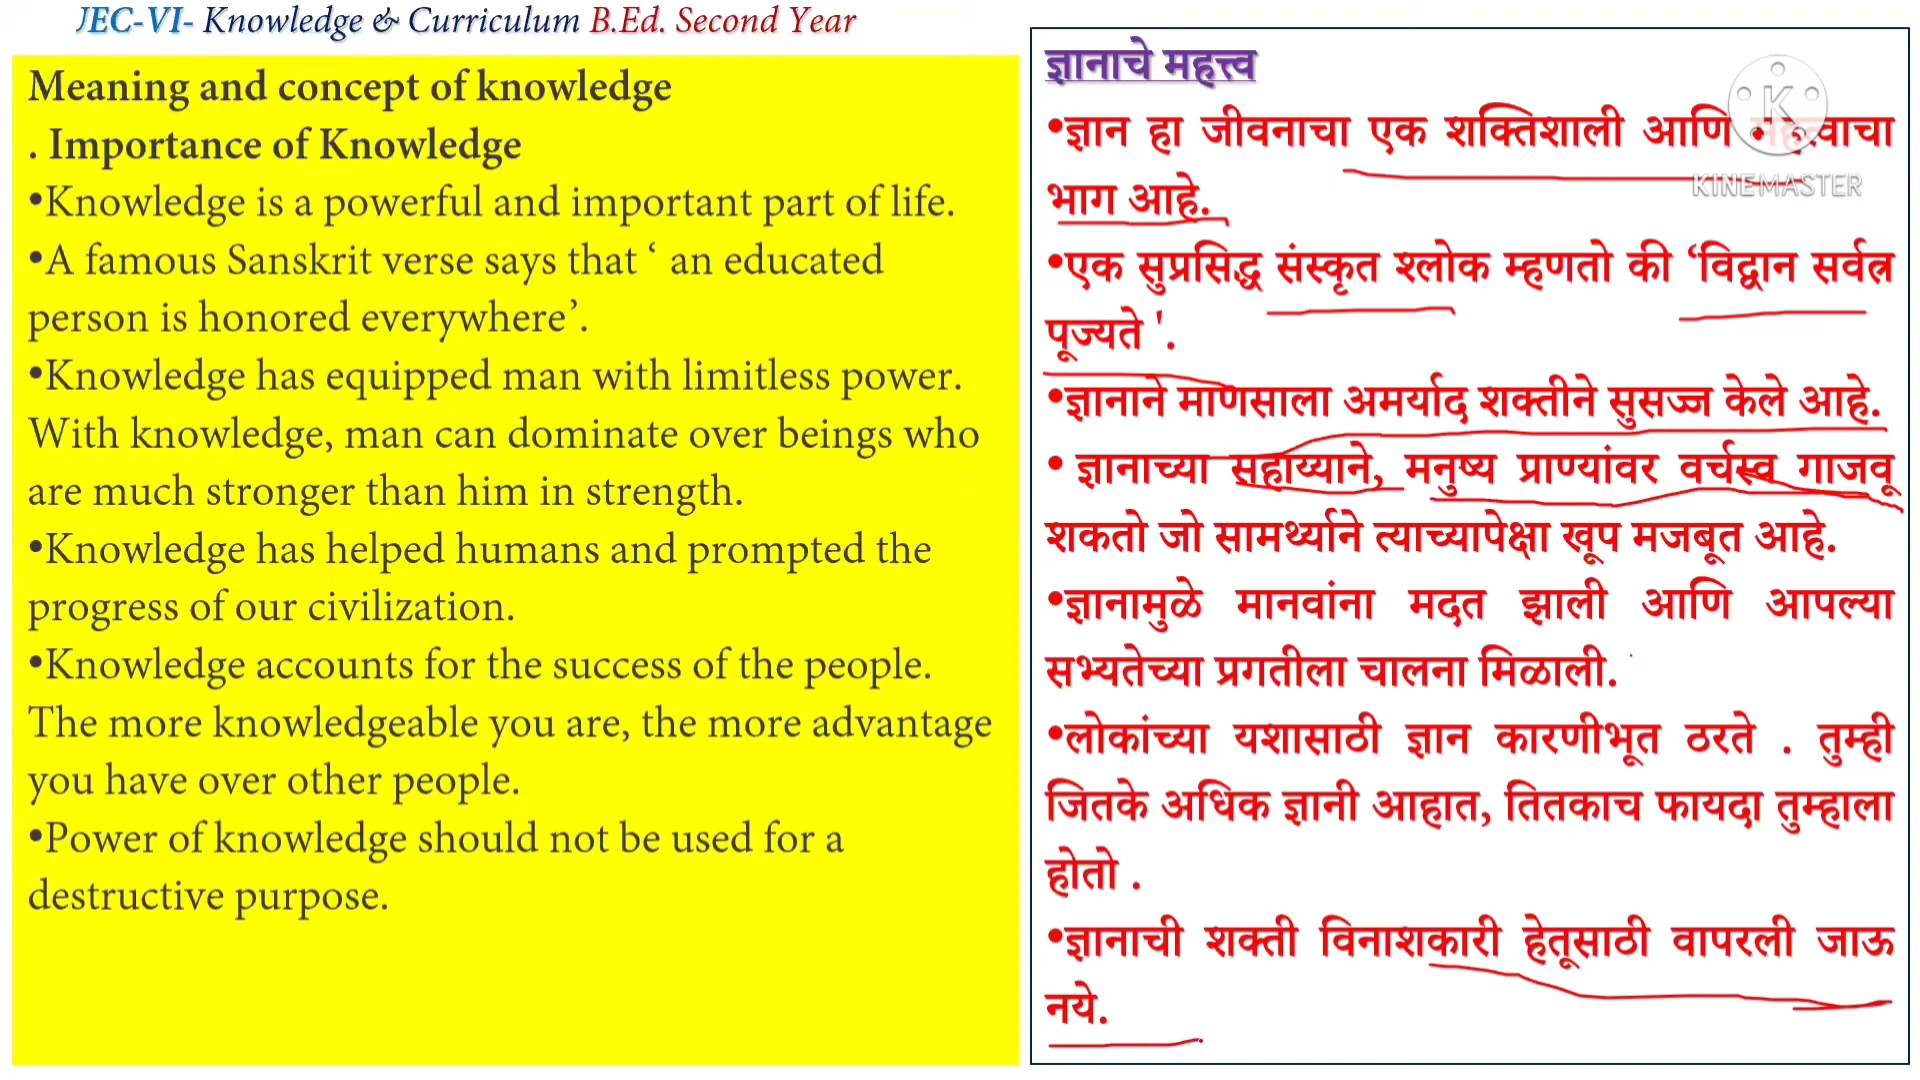 JEC-VI- Knowledge & Curriculum B.Ed. Second Year
Meaning and concept of knowledge
. Importance of Knowledge
•Knowledge is a powerful and important part of life.
•A famous Sanskrit verse says that ‘ an educated
person is honored everywhere’.
•Knowledge has equipped man with limitless power.
With knowledge, man can dominate over beings who
are much stronger than him in strength.
•Knowledge has helped humans and prompted the
progress of our civilization.
•Knowledge accounts for the success of the people.
The more knowledgeable you are, the more advantage
you have over other people.
•Power of knowledge should not be used for a
destructive purpose.
ज्ञानाचे महत्त्व
•ज्ञान हा जीवनाचा एक शक्तिशाली आणि महत्त्वाचा
भाग आहे.
•एक सुप्रसिद्ध संस्कृत श्लोक म्हणतो की ‘विद्वान सर्वत्र
पूज्यते '.
•ज्ञानाने माणसाला अमर्याद शक्तीने सुसज्ज केले आहे.
• ज्ञानाच्या सहाय्याने, मनुष्य प्राण्यांवर वर्चस्व गाजवू
शकतो जो सामर्थ्याने त्याच्यापेक्षा खूप मजबूत आहे.
•ज्ञानामुळे मानवांना मदत झाली आणि आपल्या
सभ्यतेच्या प्रगतीला चालना मिळाली.
•लोकांच्या यशासाठी ज्ञान कारणीभूत ठरते . तुम्ही
जितके अधिक ज्ञानी आहात, तितकाच फायदा तुम्हाला
होतो .
•ज्ञानाची शक्ती विनाशकारी हेतूसाठी वापरली जाऊ
नये.
K
KINEMASTER